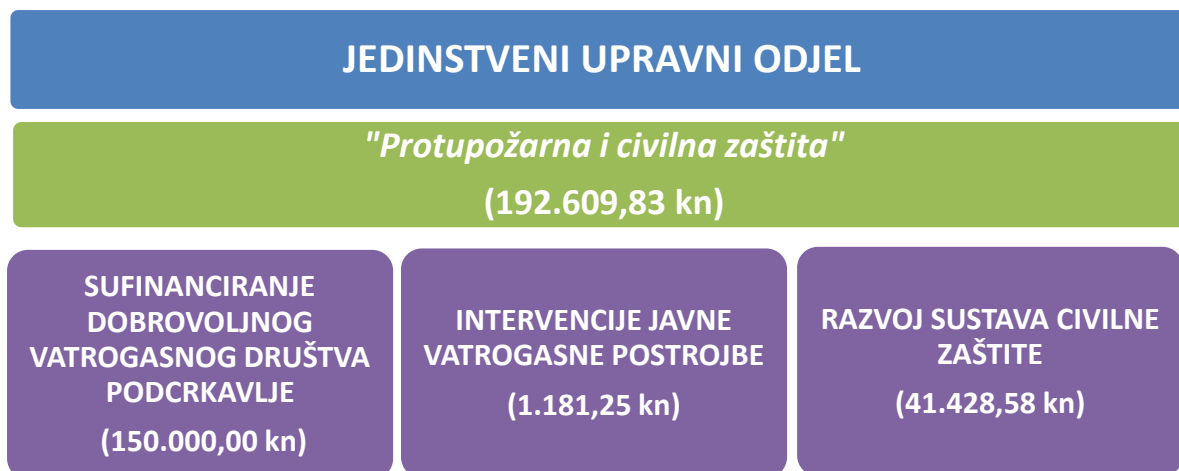 JEDINSTVENI UPRAVNI ODJEL
"Protupožarna i civilna zaštita"
(192.609,83 kn)
SUFINANCIRANJE
DOBROVOLJNOG
VATROGASNOG DRUŠTVA
PODCRKAVLJE
(150.000,00 kn)
INTERVENCIJE JAVNE
VATROGASNE POSTROJBE
(1.181,25 kn)
RAZVOJ SUSTAVA CIVILNE
ZAŠTITE
(41.428,58 kn)